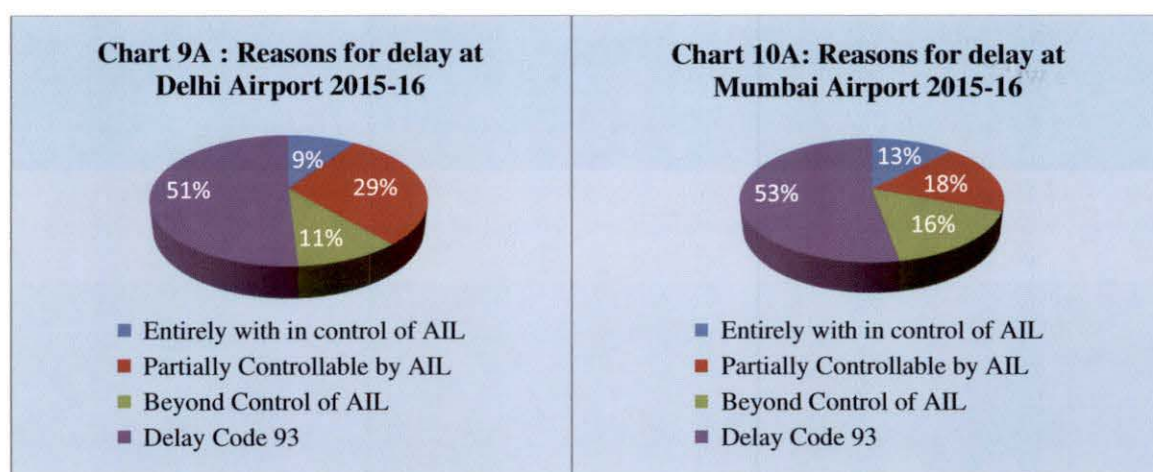 Chart 9A : Reasons for delay at
Delhi Airport 2015-16
9%
29%
11%
51%
Entirely with in control of AIL
Partially Controllable by AIL
Beyond Control of AIL
Delay Code 93
Chart 10A: Reasons for delay at
Mumbai Airport 2015-16
13%
18%
16%
53%
Entirely with in control of AIL
Partially Controllable by AIL
Beyond Control of AIL
Delay Code 93